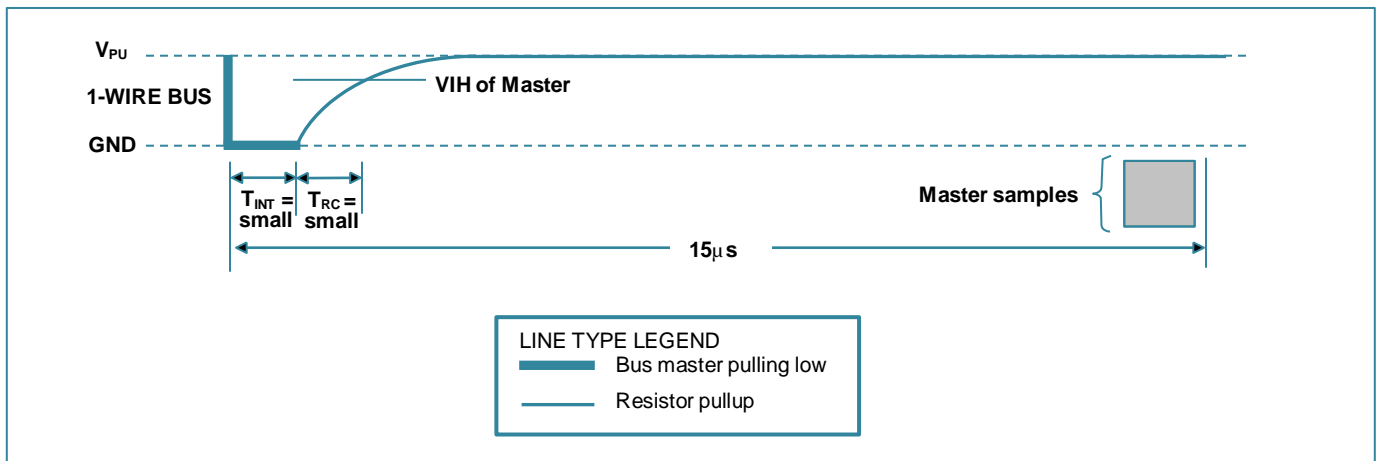 VPU
1-WIRE BUS
VIH of Master
GND
TINT =
small
TRC =
small
Master samples
15μs
LINE TYPE LEGEND
Bus master pulling low
Resistor pullup